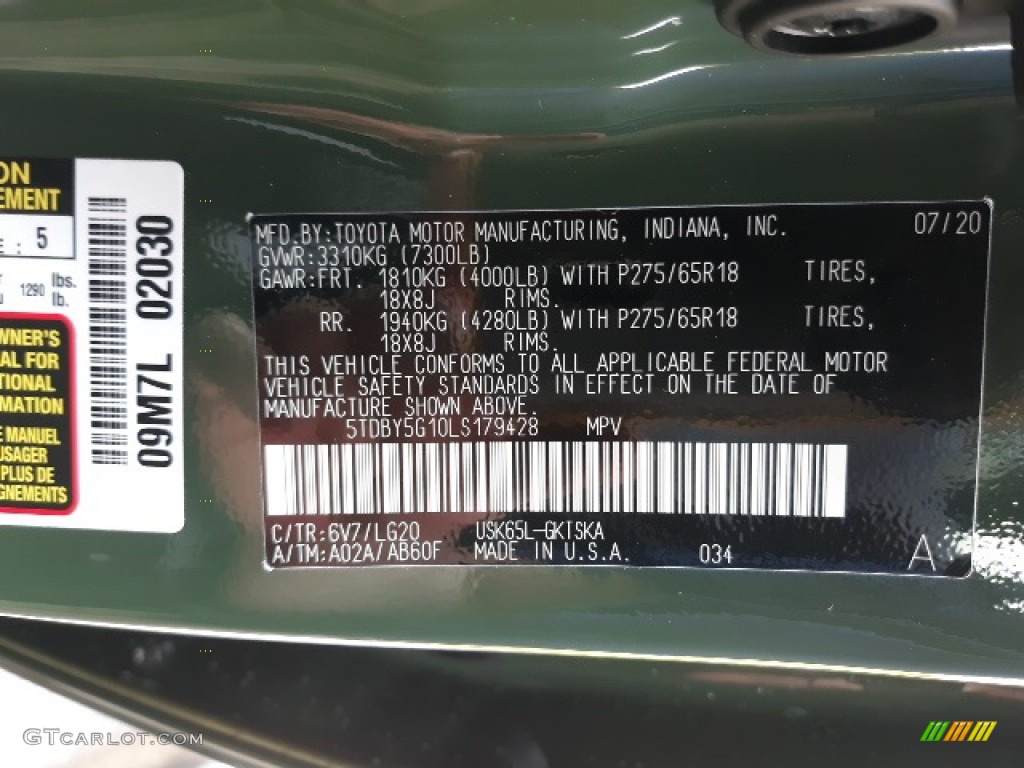 ON
EMENT
E : 5
1290 lbs.
lb.
WNER'S
AL FOR
TIONAL
RMATION
E MANUEL
USAGER
PLUS DE
GNEMENTS
09M7L 02030
MFD.BY:TOYOTA MOTOR MANUFACTURING, INDIANA, INC. 07/20
GVWR:3310KG (7300LB)
GAWR:FRT. 1810KG (4000LB) WITH P275/65R18 TIRES,
18X8J RIMS.
RR. 1940KG (4280LB) WITH P275/65R18 TIRES,
18X8J RIMS.
THIS VEHICLE CONFORMS TO ALL APPLICABLE FEDERAL MOTOR
VEHICLE SAFETY STANDARDS IN EFFECT ON THE DATE OF
MANUFACTURE SHOWN ABOVE.
5TDBY5G10LS179428 MPV
C/TR:6V7/LG20 USK65L-GKTSKA
A/TM:A02A/AB60F MADE IN U.S.A. 034 A
GTCarLot.com